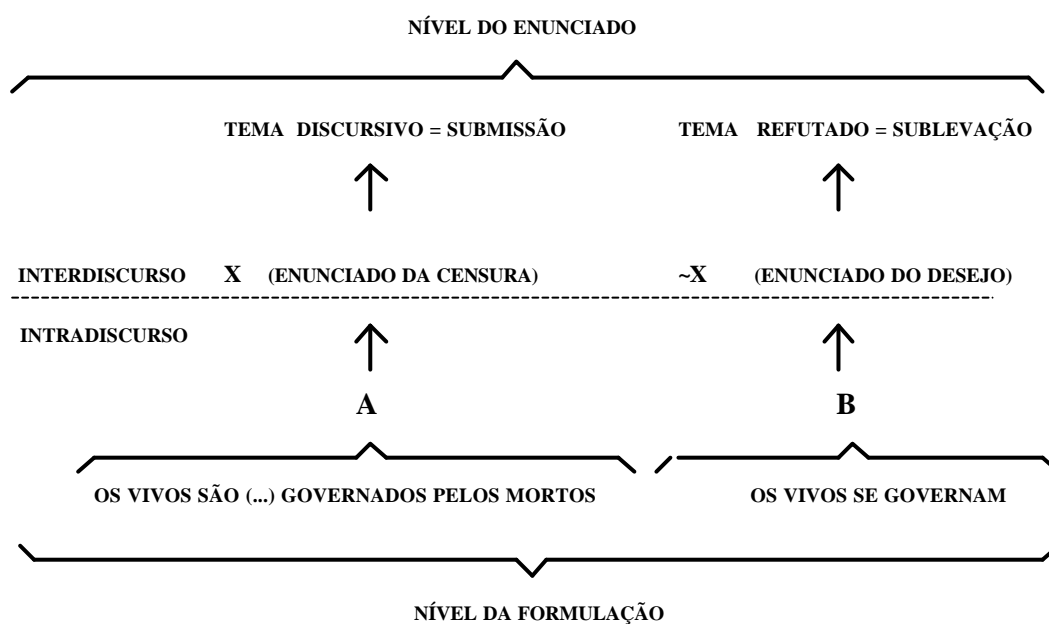 NÍVEL DO ENUNCIADO
TEMA DISCURSIVO = SUBMISSÃO TEMA REFUTADO = SUBLEVAÇÃO
INTERDISCURSO X (ENUNCIADO DA CENSURA) ~X (ENUNCIADO DO DESEJO)
INTRADISCURSO
A B
OS VIVOS SÃO (...) GOVERNADOS PELOS MORTOS OS VIVOS SE GOVERNAM
NÍVEL DA FORMULAÇÃO